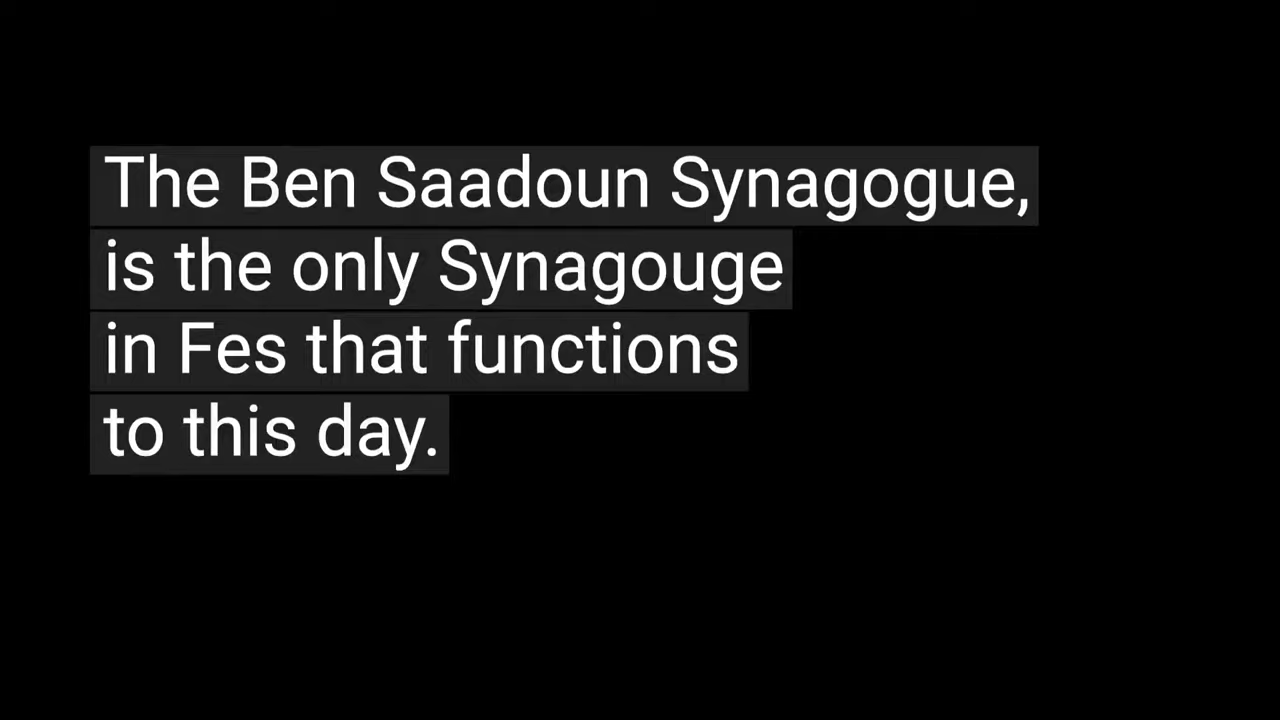 The Ben Saadoun Synagogue,
is the only Synagouge
in Fes that functions
to this day.